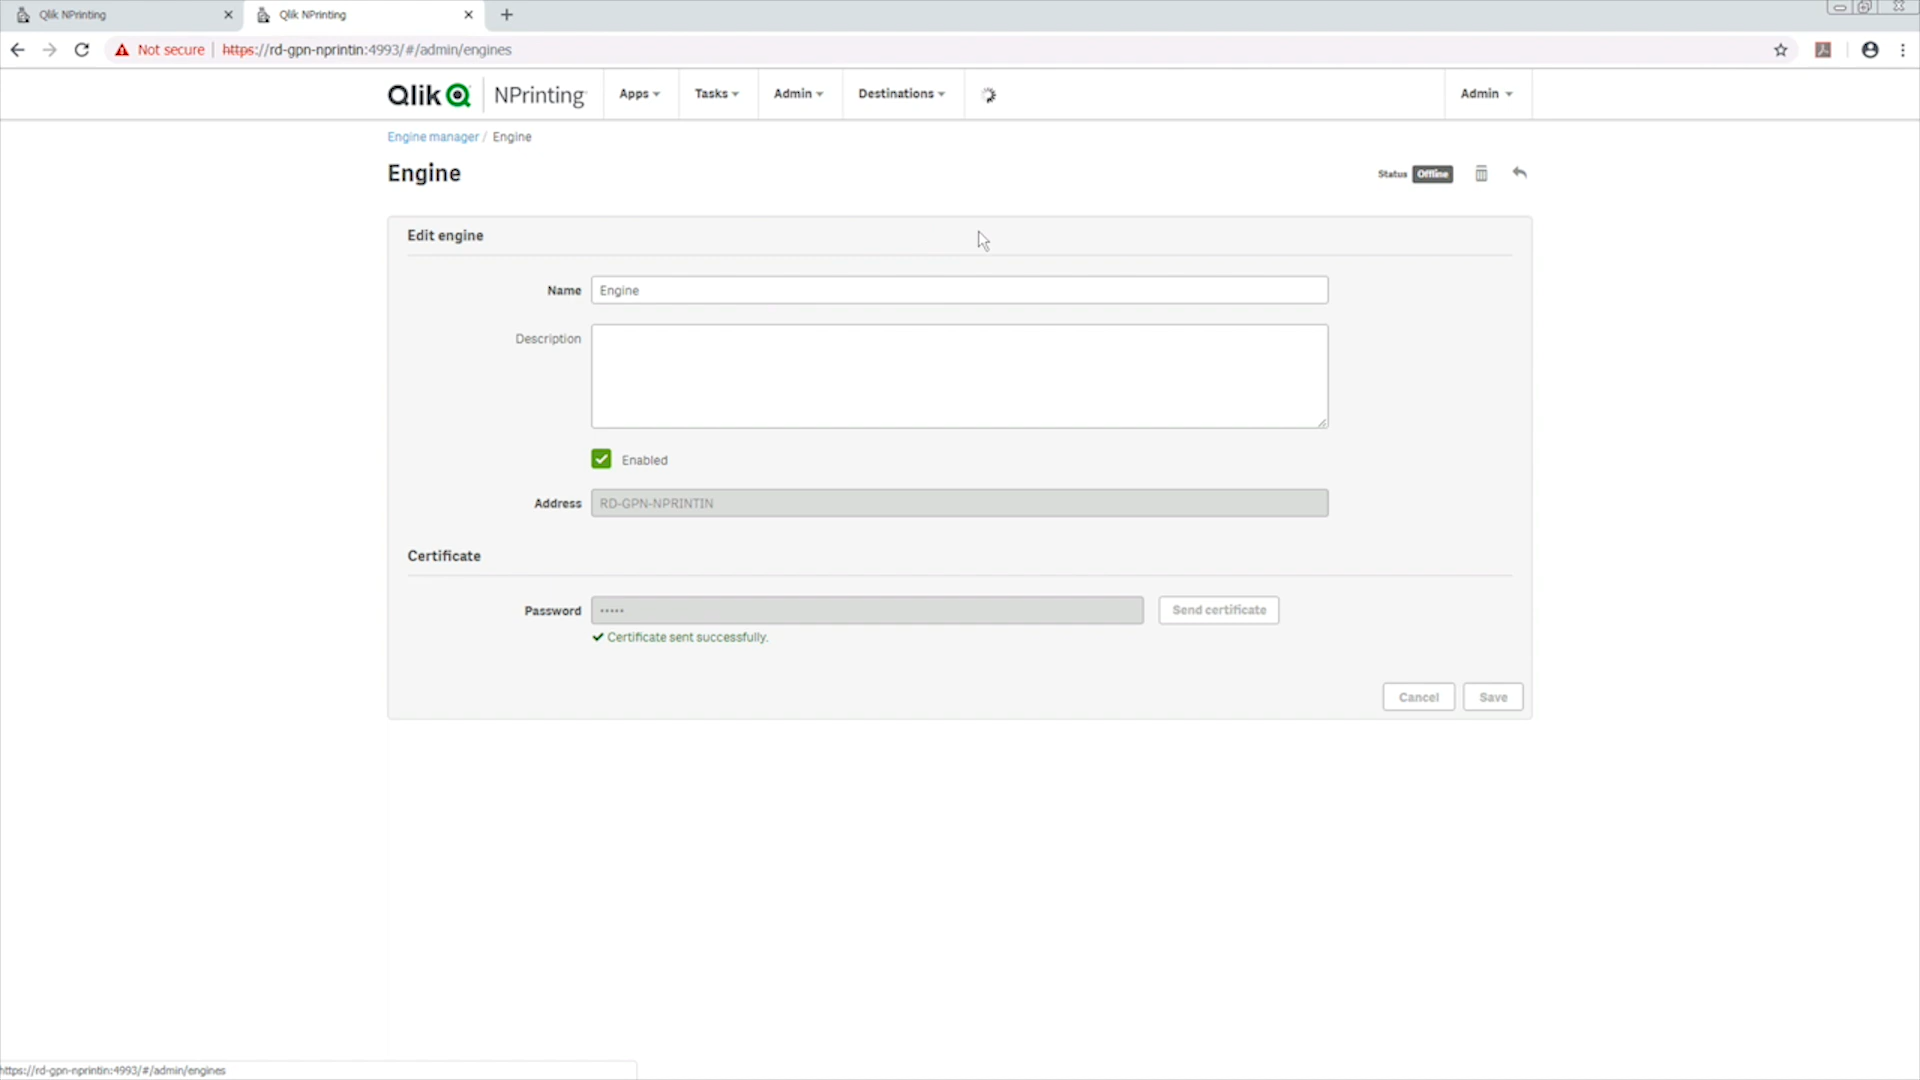 Qlik NPrinting
Qlik NPrinting
Not secure https://rd-gpn-nprintin:4993/#/admin/engines
Qlik NPrinting Apps Tasks Admin Destinations Admin
Engine manager / Engine
Engine Status Offline
Edit engine
Name Engine
Description
Enabled
Address RD-GPN-NPRINTIN
Certificate
Password ••••• Send certificate
Certificate sent successfully.
Cancel Save
https://rd-gpn-nprintin:4993/#/admin/engines